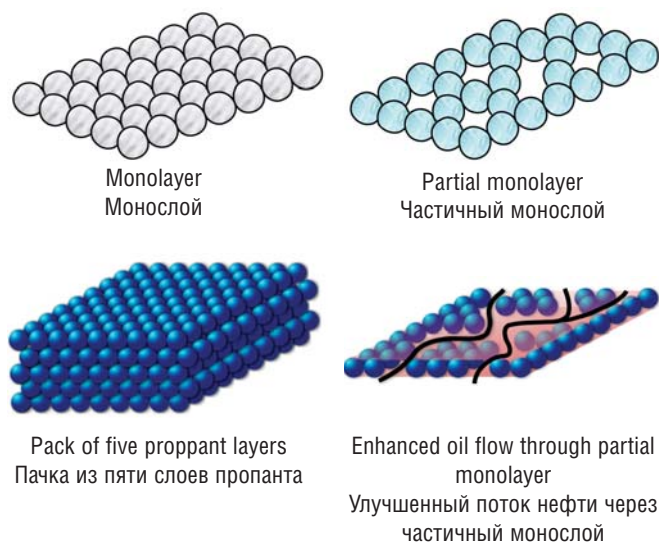 Monolayer
Монослой
Partial monolayer
Частичный монослой
Pack of five proppant layers
Пачка из пяти слоев пропанта
Enhanced oil flow through partial
monolayer
Улучшенный поток нефти через
частичный монослой